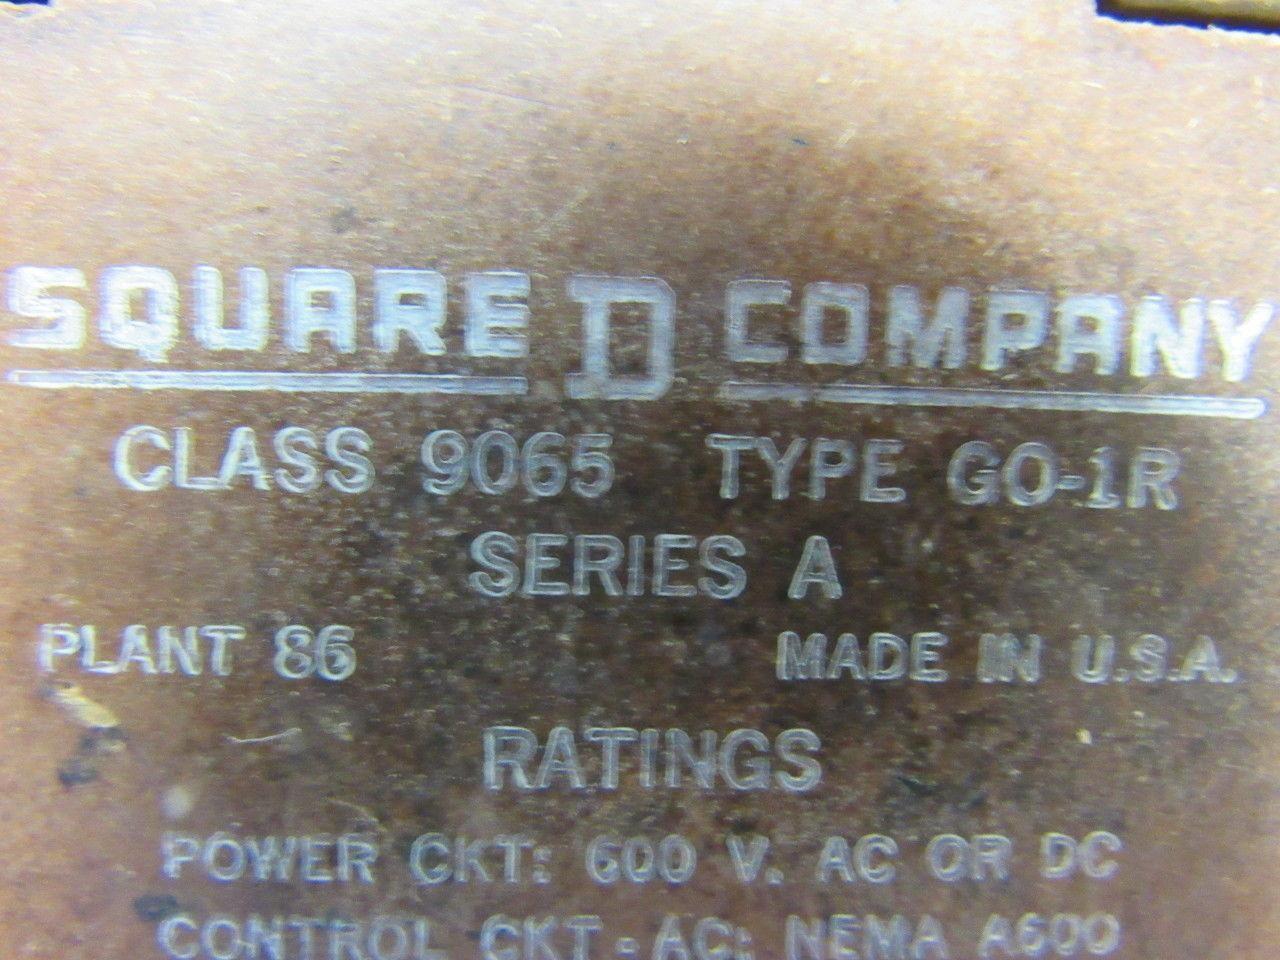 SQUARE D COMPANY
CLASS 9065 TYPE GO-1R
SERIES A
PLANT 86 MADE IN U.S.A.
RATINGS
POWER CKT: 600 V. AC OR DC
CONTROL CKT - AC: NEMA A600